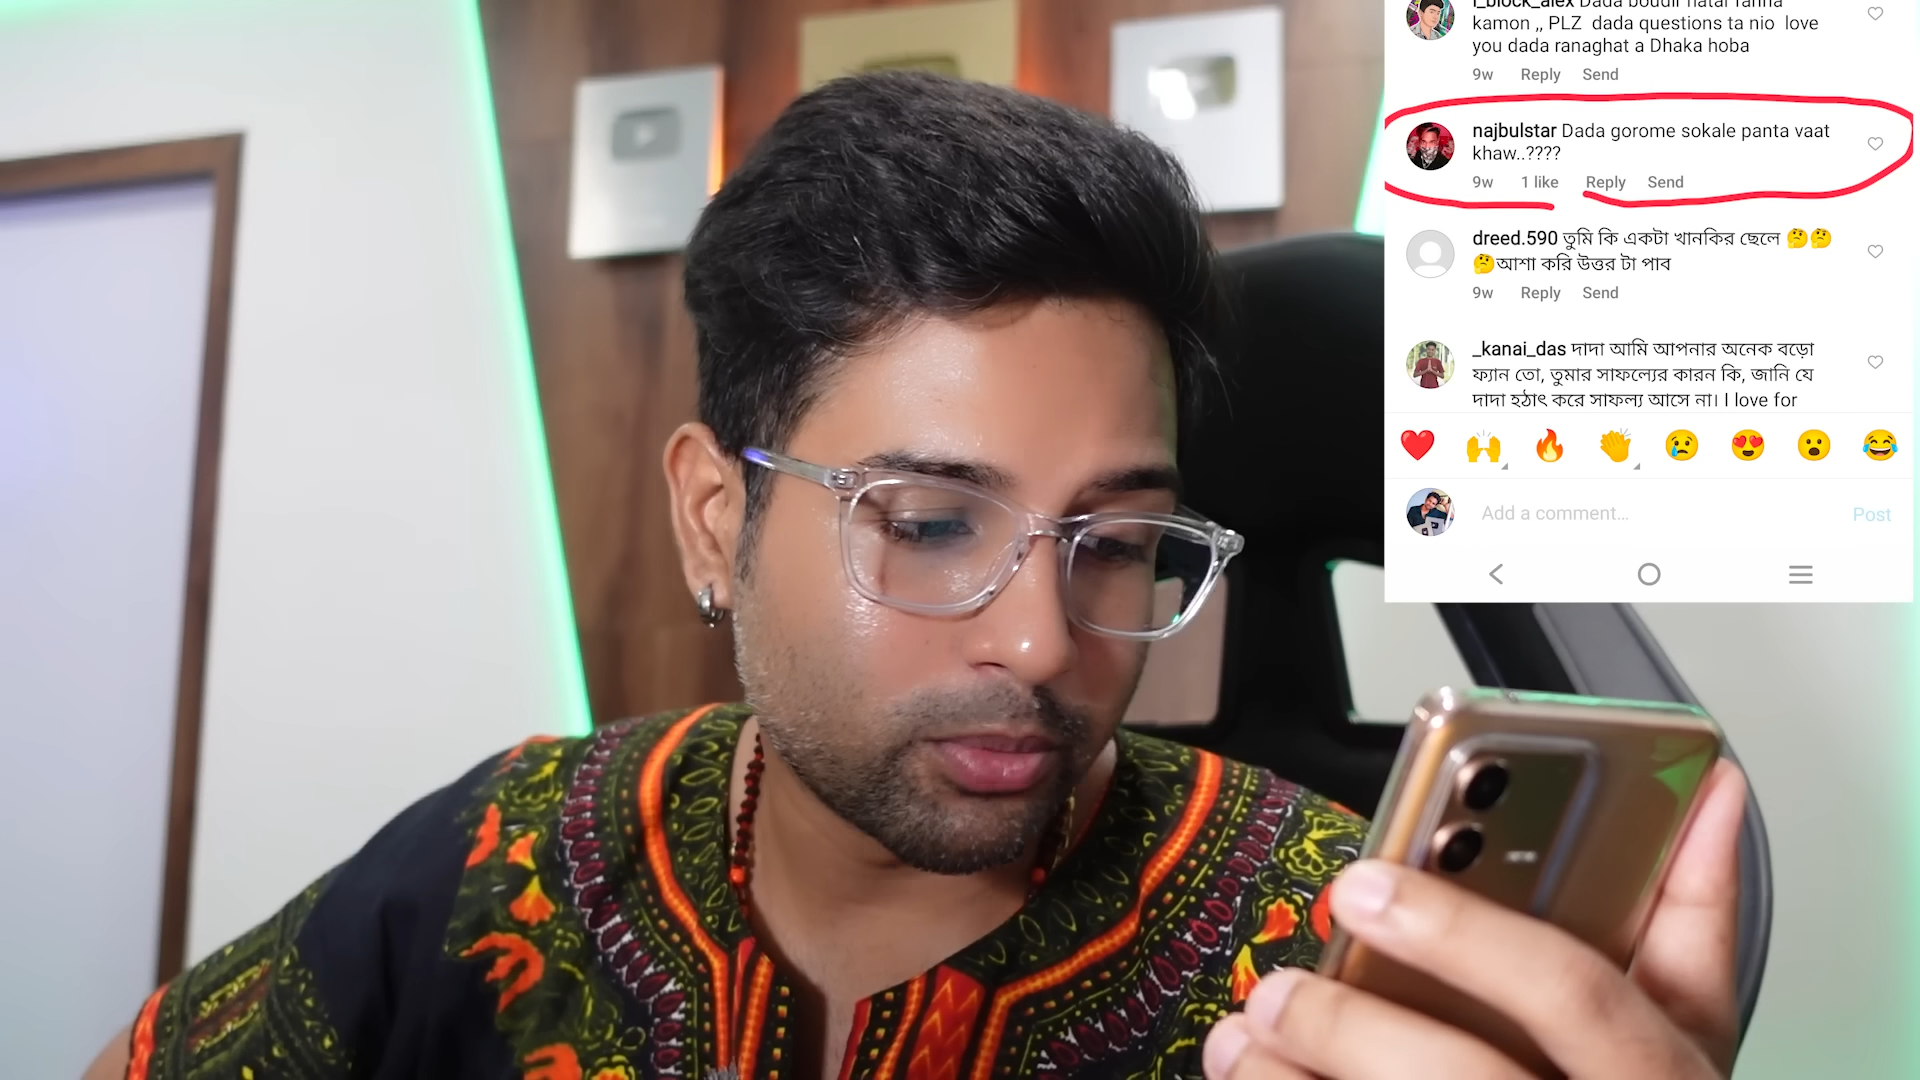 kamon ,, PLZ dada questions ta nio love
you dada ranaghat a Dhaka hoba
9w Reply Send
najbulstar Dada gorome sokale panta vaat
khaw..????
9w 1 like Reply Send
dreed.590 তুমি কি একটা খানকির ছেলে 🤔🤔
🤔আশা করি উত্তর টা পাব
9w Reply Send
_kanai_das দাদা আমি আপনার অনেক বড়ো
ফ্যান তো, তুমার সাফল্যের কারন কি, জানি যে
দাদা হঠাৎ করে সাফল্য আসে না। I love for
Add a comment... Post